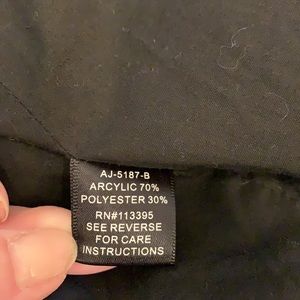 AJ-5187-B
ARCYLIC 70%
POLYESTER 30%
RN#113395
SEE REVERSE
FOR CARE
INSTRUCTIONS